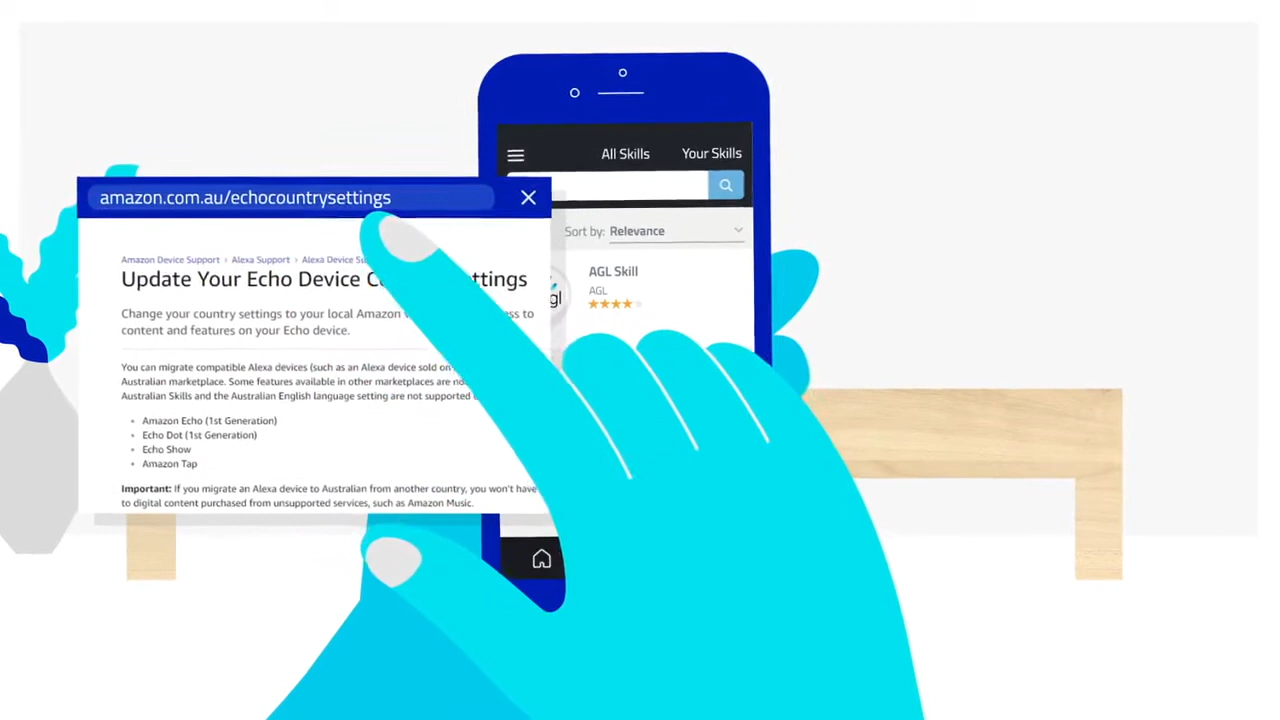 All Skills Your Skills
amazon.com.au/echocountrysettings
Sort by: Relevance
Amazon Device Support › Alexa Support › Alexa Device
Update Your Echo Device
AGL Skill
AGL
gl
Change your country settings to your local Amazon to
content and features on your Echo device.
You can migrate compatible Alexa devices (such as an Alexa device sold
Australian marketplace. Some features available in other marketplaces are
Australian Skills and the Australian English language setting are not supported
• Amazon Echo (1st Generation)
• Echo Dot (1st Generation)
• Echo Show
• Amazon Tap
Important: If you migrate an Alexa device to Australian from another country, you won't have
to digital content purchased from unsupported services, such as Amazon Music.